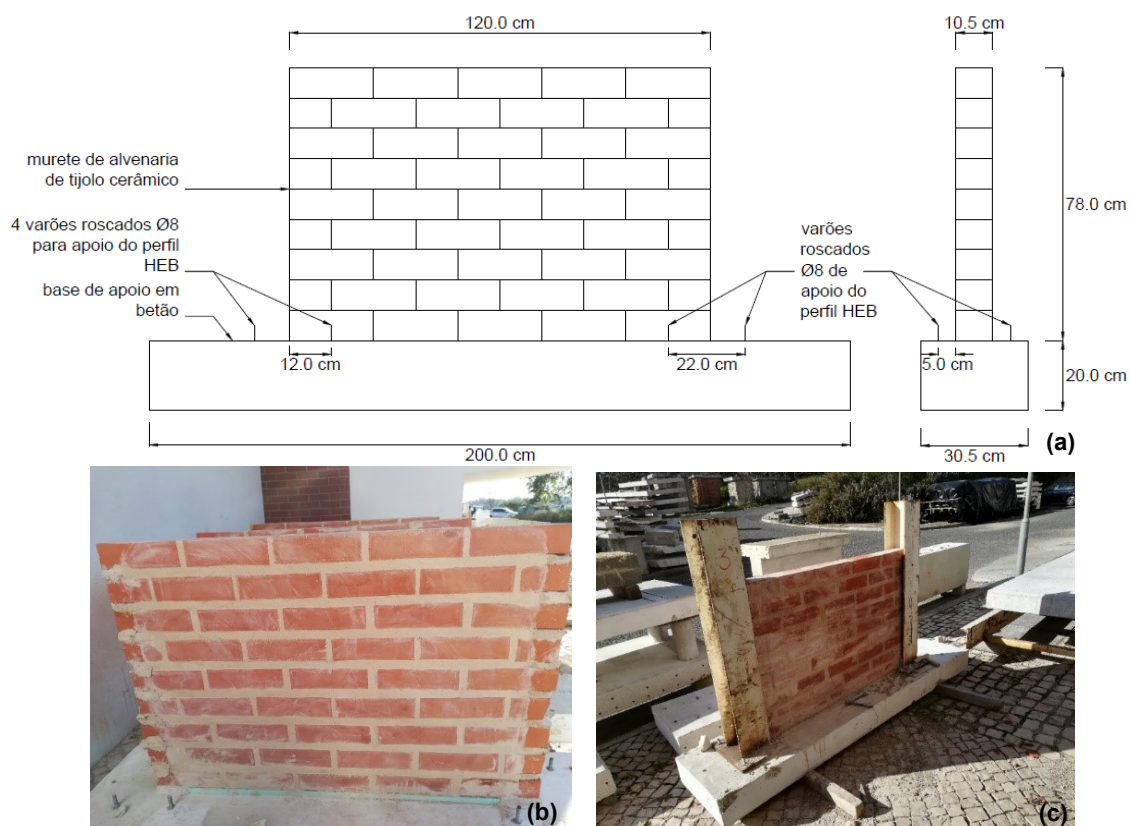 120.0 cm
10.5 cm
murete de alvenaria
de tijolo cerâmico
4 varões roscados Ø8
para apoio do perfil
HEB
base de apoio em
betão
varões
roscados
Ø8 de
apoio do
perfil HEB
78.0 cm
12.0 cm
22.0 cm
5.0 cm
20.0 cm
200.0 cm
30.5 cm
(a)
(b)
3
(c)